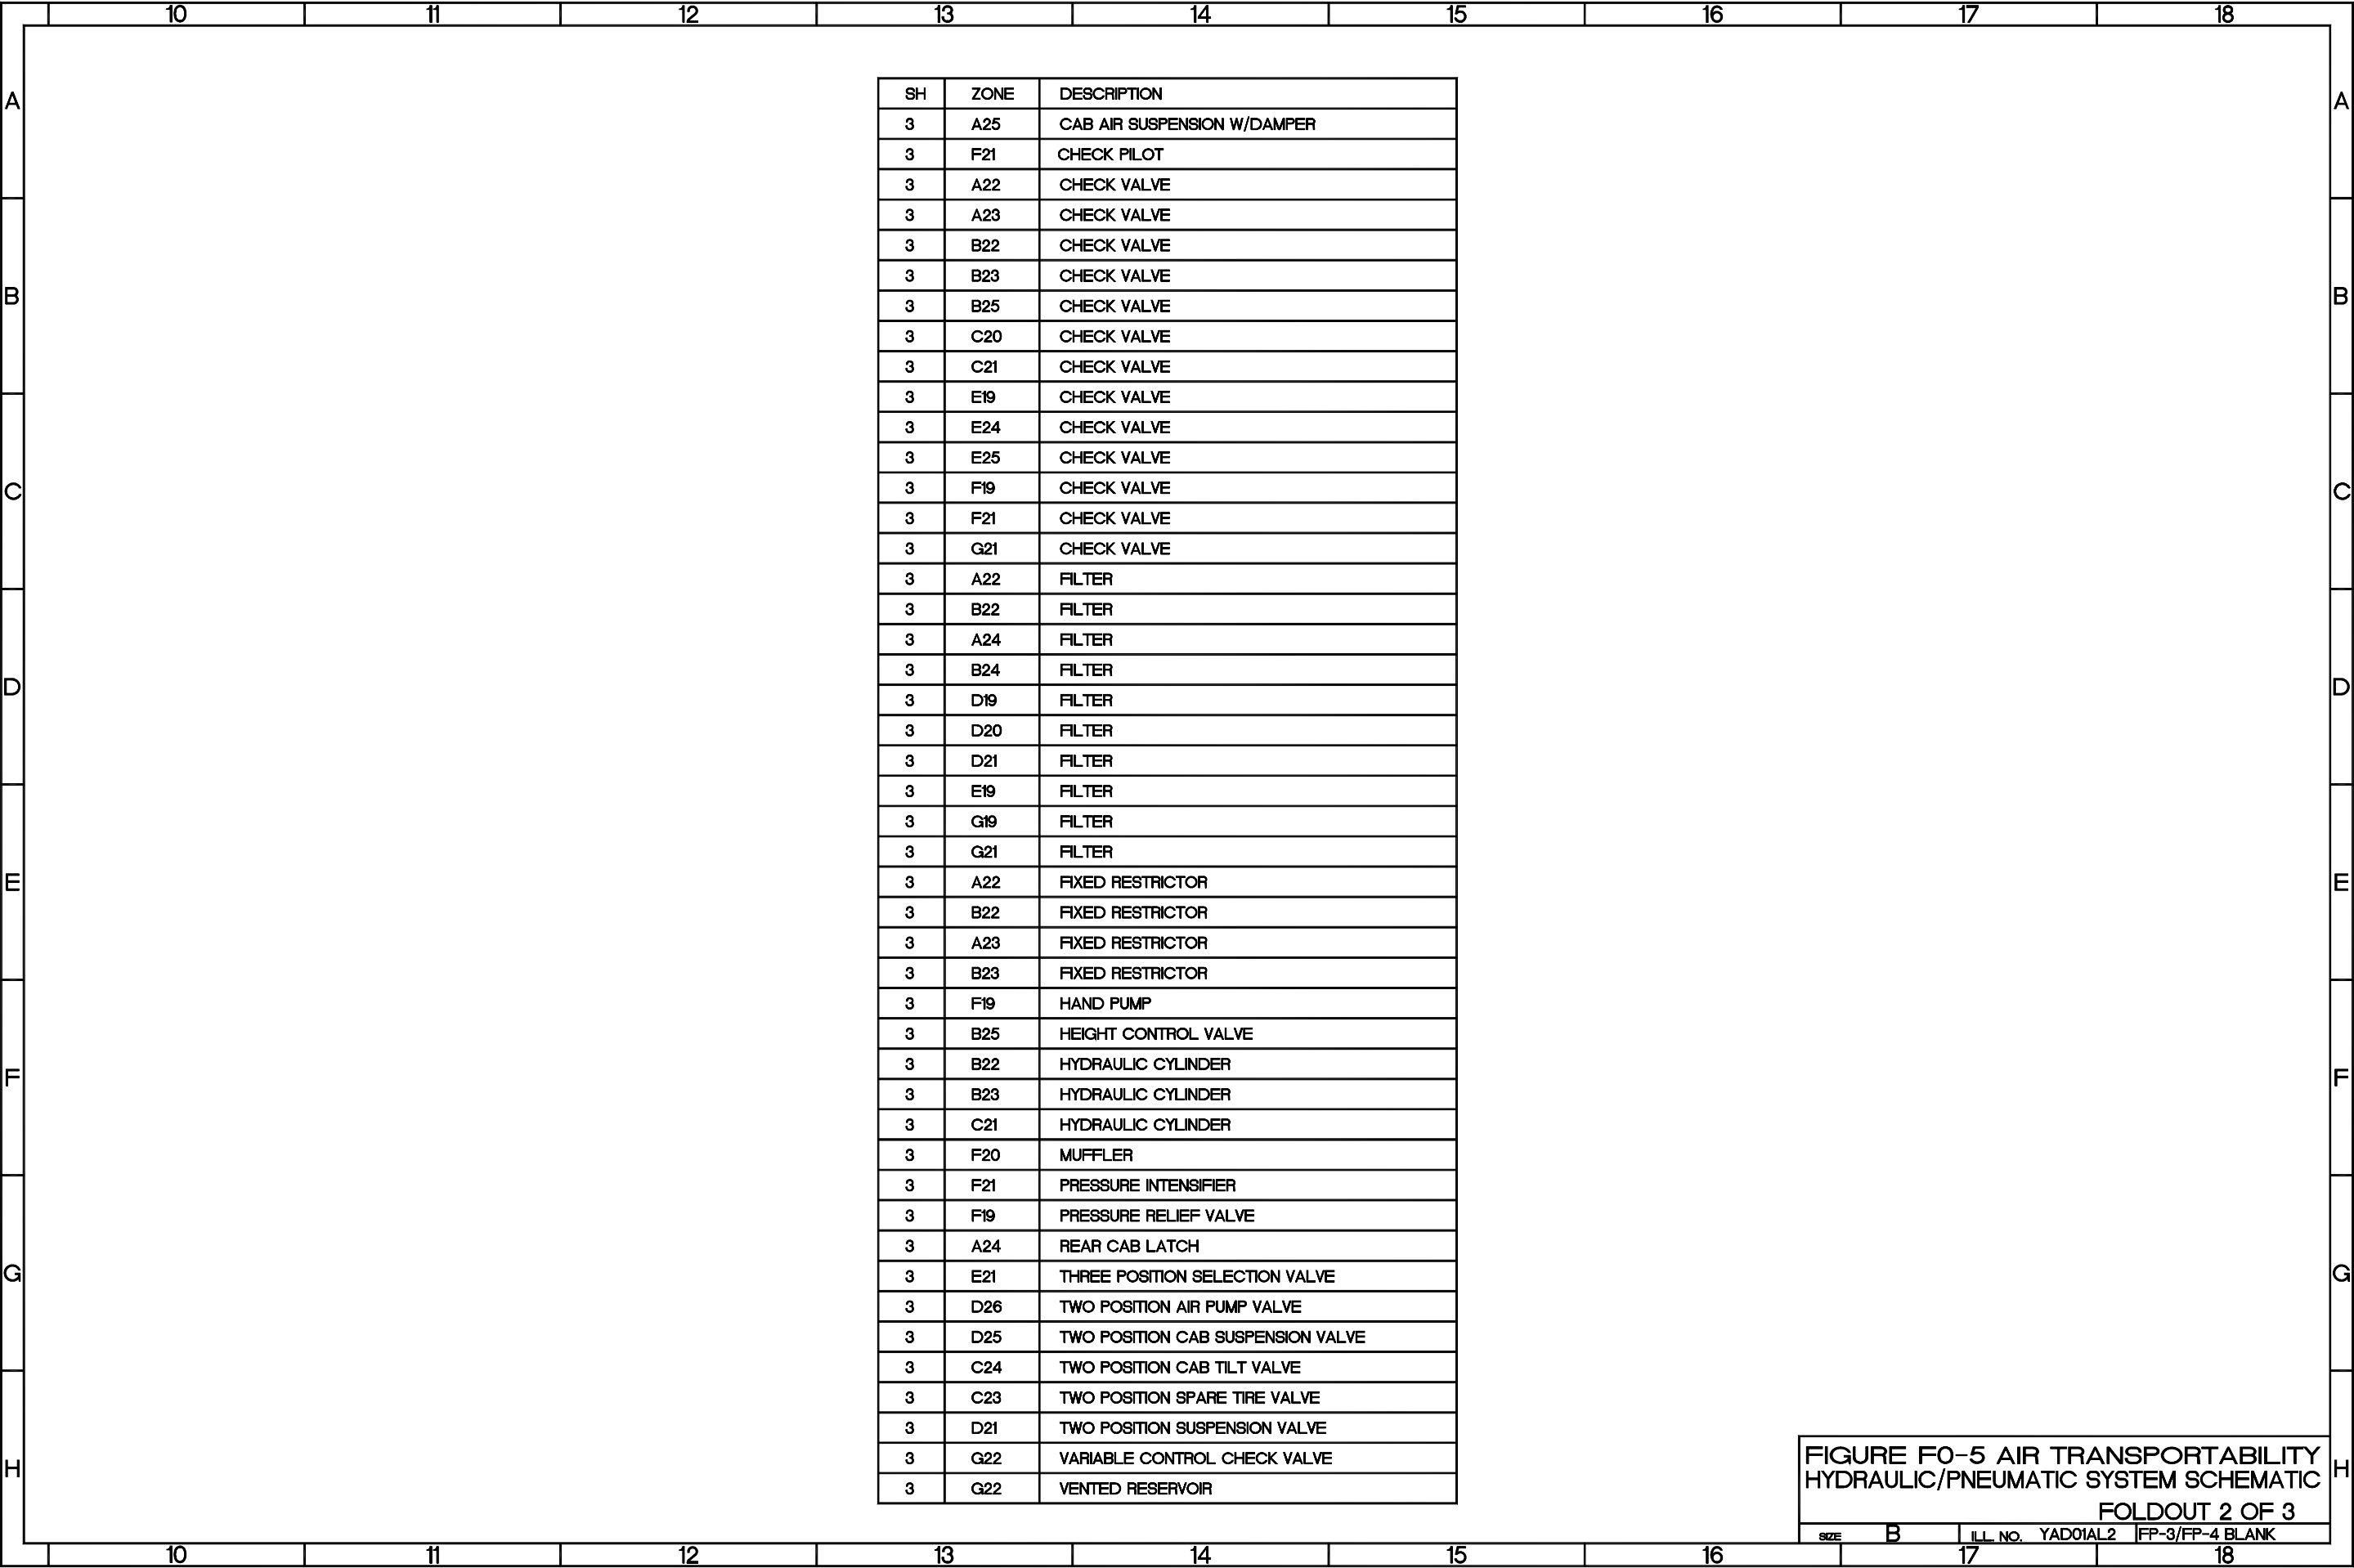 10 11 12 13 14 15 16 17 18
A A
B B
C C
D D
E E
F F
G G
H H
SH ZONE DESCRIPTION
3 A25 CAB AIR SUSPENSION W/DAMPER
3 F21 CHECK PILOT
3 A22 CHECK VALVE
3 A23 CHECK VALVE
3 B22 CHECK VALVE
3 B23 CHECK VALVE
3 B25 CHECK VALVE
3 C20 CHECK VALVE
3 C21 CHECK VALVE
3 E19 CHECK VALVE
3 E24 CHECK VALVE
3 E25 CHECK VALVE
3 F19 CHECK VALVE
3 F21 CHECK VALVE
3 G21 CHECK VALVE
3 A22 FILTER
3 B22 FILTER
3 A24 FILTER
3 B24 FILTER
3 D19 FILTER
3 D20 FILTER
3 D21 FILTER
3 E19 FILTER
3 G19 FILTER
3 G21 FILTER
3 A22 FIXED RESTRICTOR
3 B22 FIXED RESTRICTOR
3 A23 FIXED RESTRICTOR
3 B23 FIXED RESTRICTOR
3 F19 HAND PUMP
3 B25 HEIGHT CONTROL VALVE
3 B22 HYDRAULIC CYLINDER
3 B23 HYDRAULIC CYLINDER
3 C21 HYDRAULIC CYLINDER
3 F20 MUFFLER
3 F21 PRESSURE INTENSIFIER
3 F19 PRESSURE RELIEF VALVE
3 A24 REAR CAB LATCH
3 E21 THREE POSITION SELECTION VALVE
3 D26 TWO POSITION AIR PUMP VALVE
3 D25 TWO POSITION CAB SUSPENSION VALVE
3 C24 TWO POSITION CAB TILT VALVE
3 C23 TWO POSITION SPARE TIRE VALVE
3 D21 TWO POSITION SUSPENSION VALVE
3 G22 VARIABLE CONTROL CHECK VALVE
3 G22 VENTED RESERVOIR
FIGURE FO-5 AIR TRANSPORTABILITY
HYDRAULIC/PNEUMATIC SYSTEM SCHEMATIC
FOLDOUT 2 OF 3
SIZE B ILL. NO. YAD01AL2 FP-3/FP-4 BLANK
10 11 12 13 14 15 16 17 18